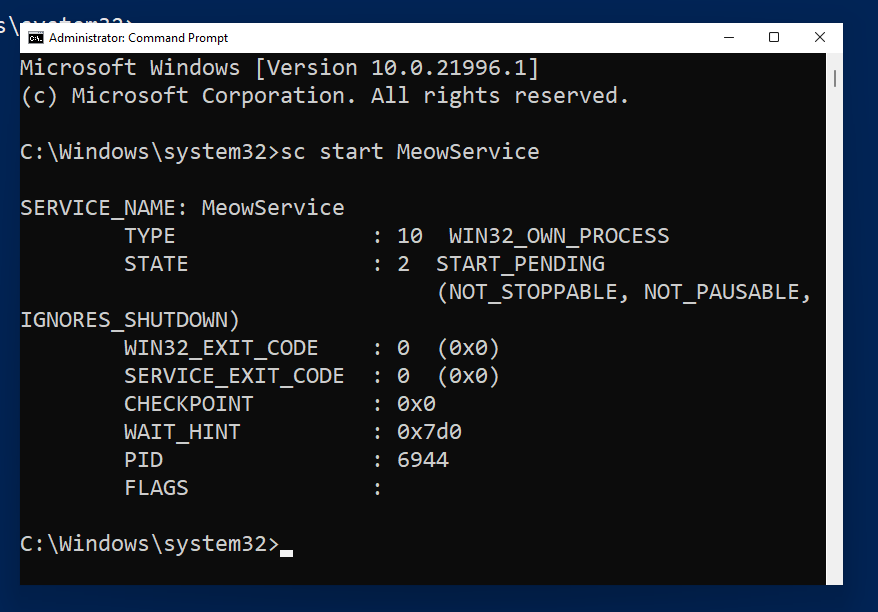 Administrator: Command Prompt
Microsoft Windows [Version 10.0.21996.1]
(c) Microsoft Corporation. All rights reserved.
C:\Windows\system32>sc start MeowService
SERVICE_NAME: MeowService
        TYPE               : 10  WIN32_OWN_PROCESS
        STATE              : 2  START_PENDING
                                (NOT_STOPPABLE, NOT_PAUSABLE,
IGNORES_SHUTDOWN)
        WIN32_EXIT_CODE    : 0  (0x0)
        SERVICE_EXIT_CODE  : 0  (0x0)
        CHECKPOINT         : 0x0
        WAIT_HINT          : 0x7d0
        PID                : 6944
        FLAGS              :
C:\Windows\system32>